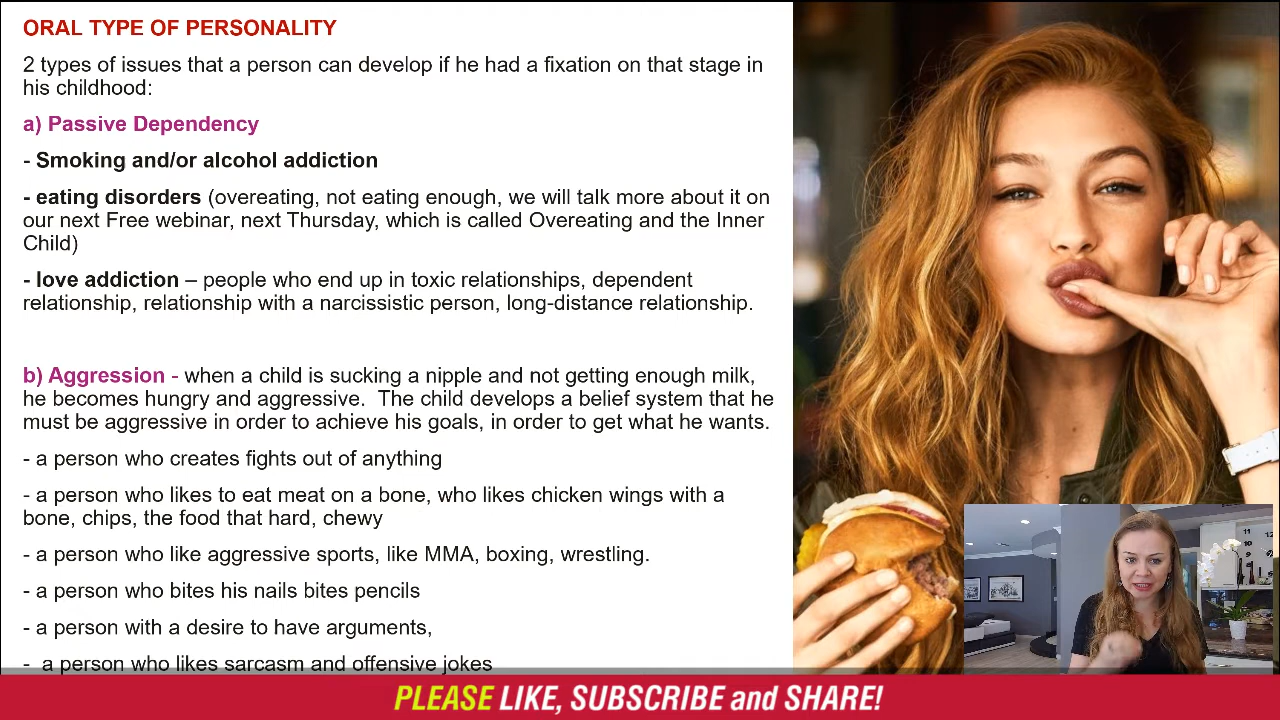 ORAL TYPE OF PERSONALITY
2 types of issues that a person can develop if he had a fixation on that stage in
his childhood:
a) Passive Dependency
- Smoking and/or alcohol addiction
- eating disorders (overeating, not eating enough, we will talk more about it on
our next Free webinar, next Thursday, which is called Overeating and the Inner
Child)
- love addiction – people who end up in toxic relationships, dependent
relationship, relationship with a narcissistic person, long-distance relationship.
b) Aggression - when a child is sucking a nipple and not getting enough milk,
he becomes hungry and aggressive.  The child develops a belief system that he
must be aggressive in order to achieve his goals, in order to get what he wants.
- a person who creates fights out of anything
- a person who likes to eat meat on a bone, who likes chicken wings with a
bone, chips, the food that hard, chewy
- a person who like aggressive sports, like MMA, boxing, wrestling.
- a person who bites his nails bites pencils
- a person with a desire to have arguments,
-  a person who likes sarcasm and offensive jokes
PLEASE LIKE, SUBSCRIBE and SHARE!